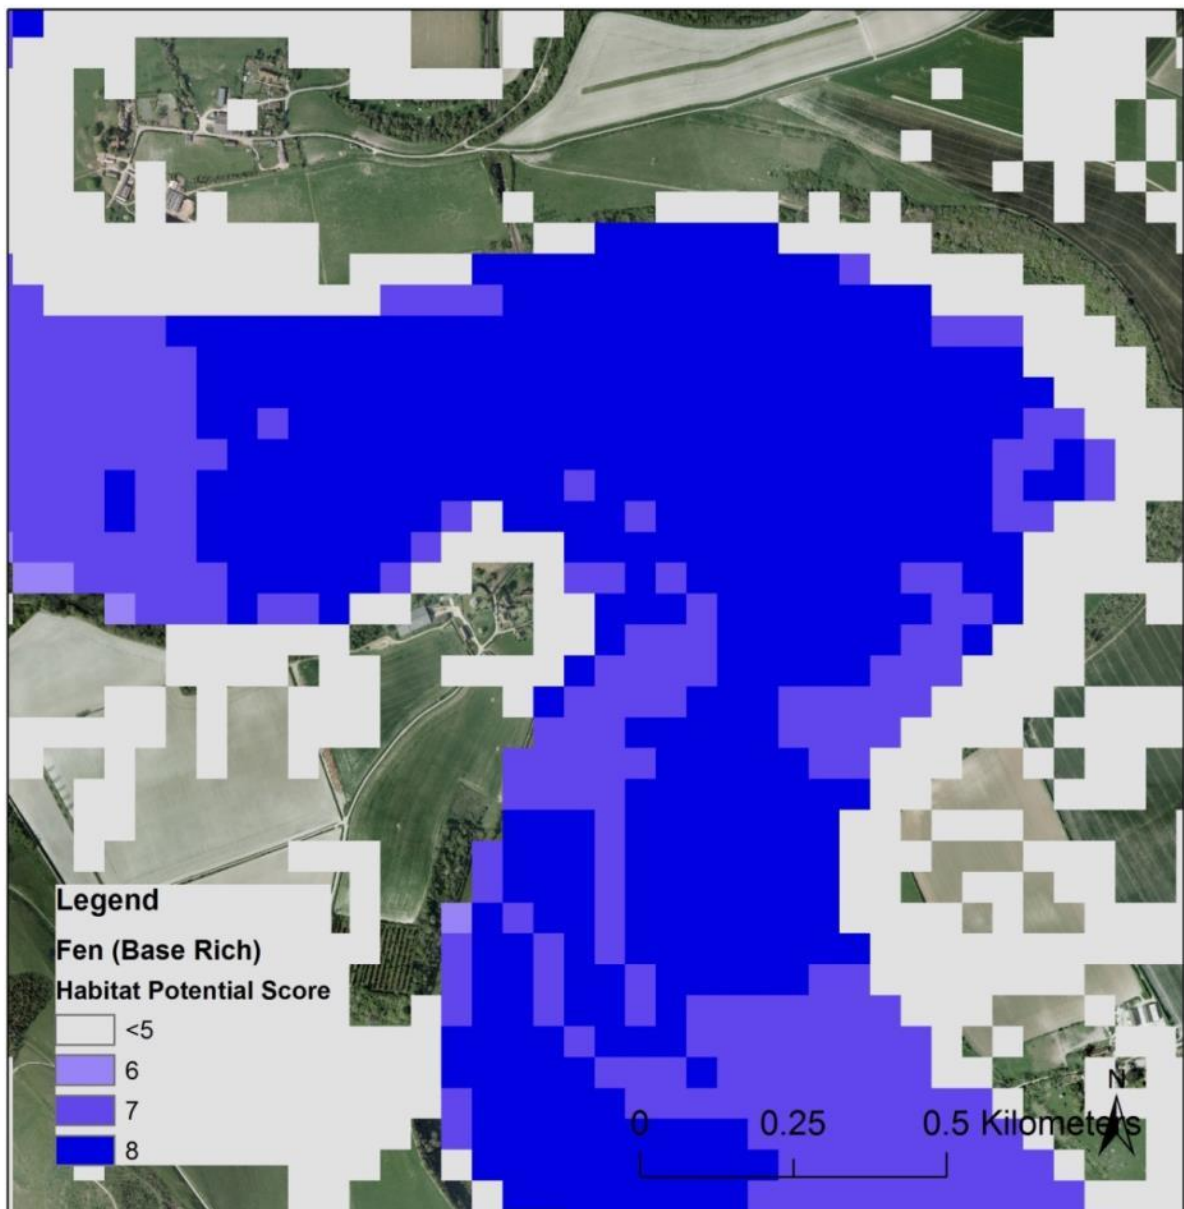 Legend
Fen (Base Rich)
Habitat Potential Score
<5
6
7
8
N
0 0.25 0.5 Kilometers